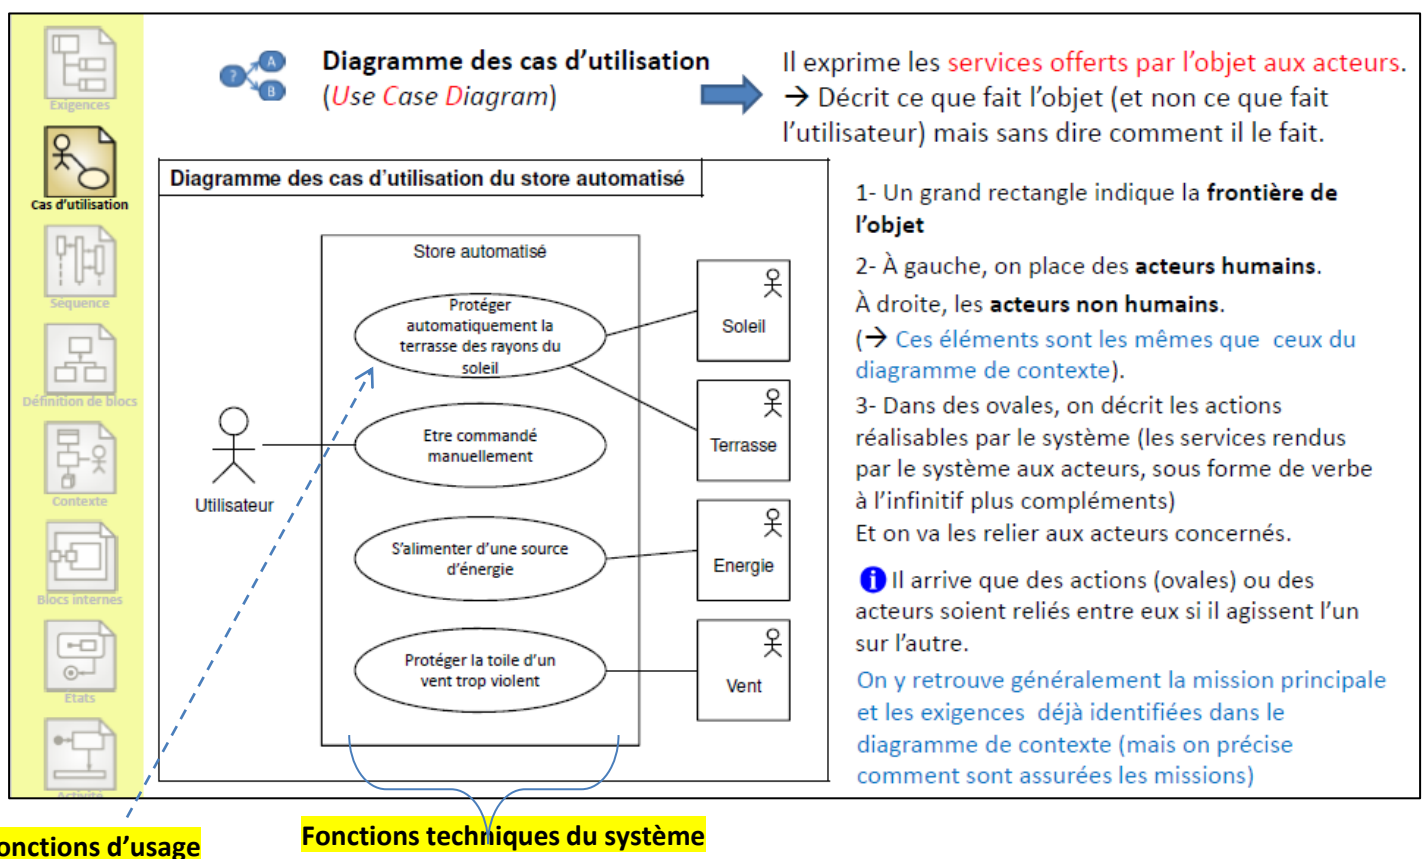 Exigences
Cas d'utilisation
Séquence
Définition de blocs
Contexte
Blocs internes
Etats
Activité
Diagramme des cas d'utilisation
(Use Case Diagram)
Il exprime les services offerts par l'objet aux acteurs.
→ Décrit ce que fait l'objet (et non ce que fait
l'utilisateur) mais sans dire comment il le fait.
? A
B
Diagramme des cas d'utilisation du store automatisé
Store automatisé
Protéger
automatiquement la
terrasse des rayons du
soleil
Etre commandé
manuellement
S'alimenter d'une source
d'énergie
Protéger la toile d'un
vent trop violent
Utilisateur
Soleil
Terrasse
Energie
Vent
1- Un grand rectangle indique la frontière de
l'objet
2- À gauche, on place des acteurs humains.
À droite, les acteurs non humains.
(→ Ces éléments sont les mêmes que ceux du
diagramme de contexte).
3- Dans des ovales, on décrit les actions
réalisables par le système (les services rendus
par le système aux acteurs, sous forme de verbe
à l'infinitif plus compléments)
Et on va les relier aux acteurs concernés.
i Il arrive que des actions (ovales) ou des
acteurs soient reliés entre eux si il agissent l'un
sur l'autre.
On y retrouve généralement la mission principale
et les exigences déjà identifiées dans le
diagramme de contexte (mais on précise
comment sont assurées les missions)
onctions d'usage
Fonctions techniques du système